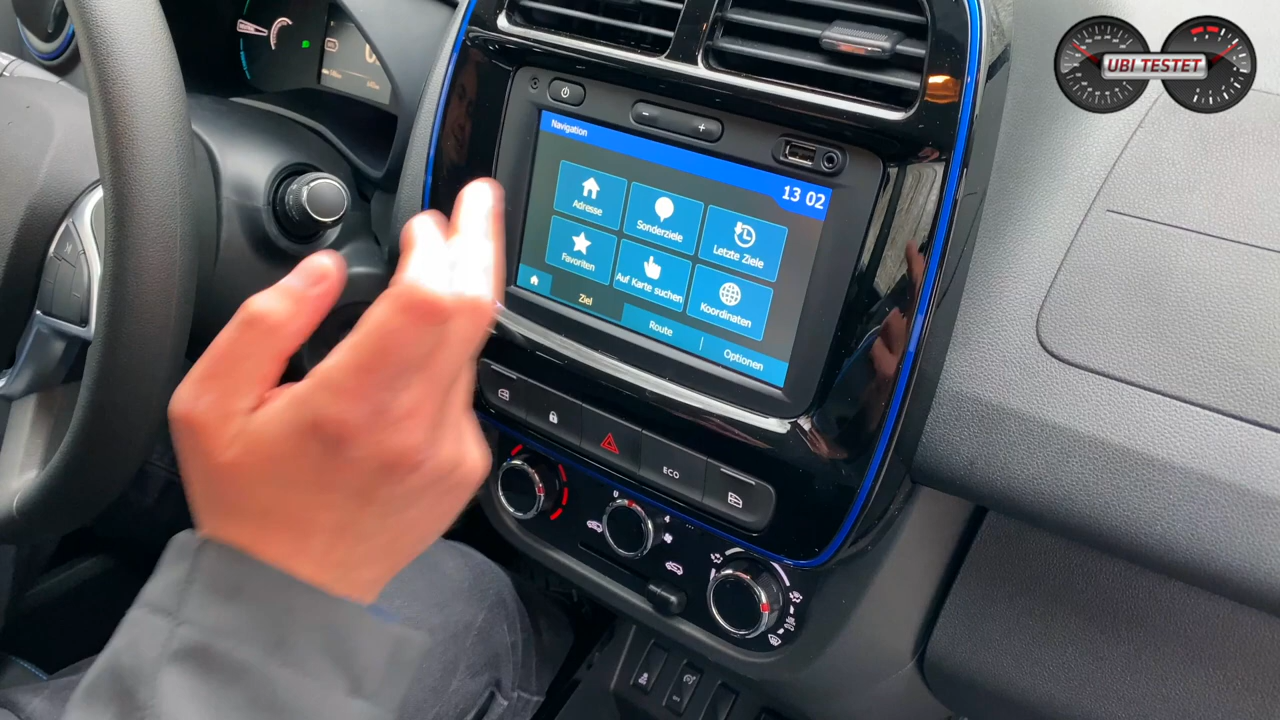 UBI TESTET
Navigation
13 02
Adresse
Sonderziele
Letzte Ziele
Favoriten
Auf Karte suchen
Koordinaten
Ziel
Route
Optionen
ECO